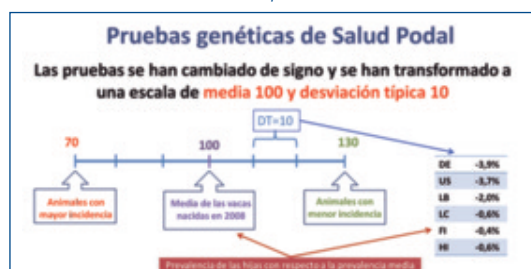 Pruebas genéticas de Salud Podal
Las pruebas se han cambiado de signo y se han transformado a
una escala de media 100 y desviación típica 10
DT=10
70
100
130
Animales con
mayor incidencia
Media de las vacas
nacidas en 2008
Animales con
menor incidencia
DE -3,9%
US -3,7%
LB -2,0%
LC -0,6%
FI -0,4%
HI -0,6%
Prevalencia de las hijas con respecto a la prevalencia media